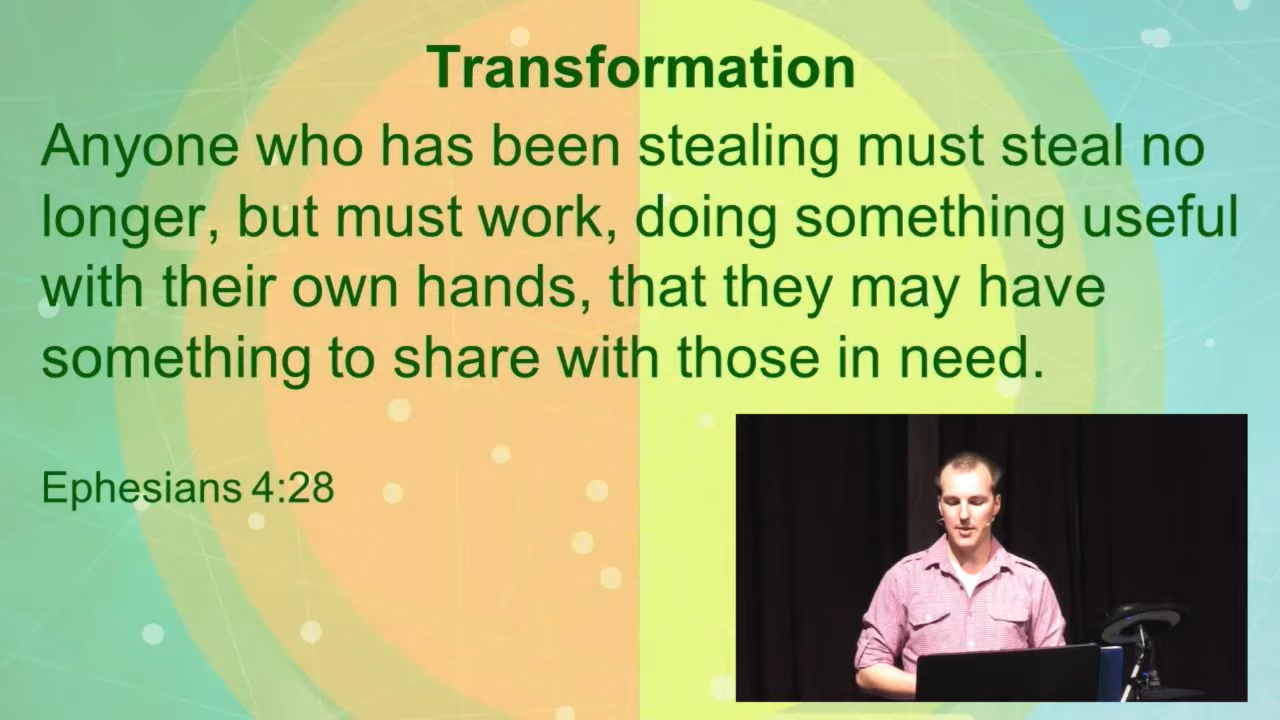 Transformation
Anyone who has been stealing must steal no
longer, but must work, doing something useful
with their own hands, that they may have
something to share with those in need.
Ephesians 4:28